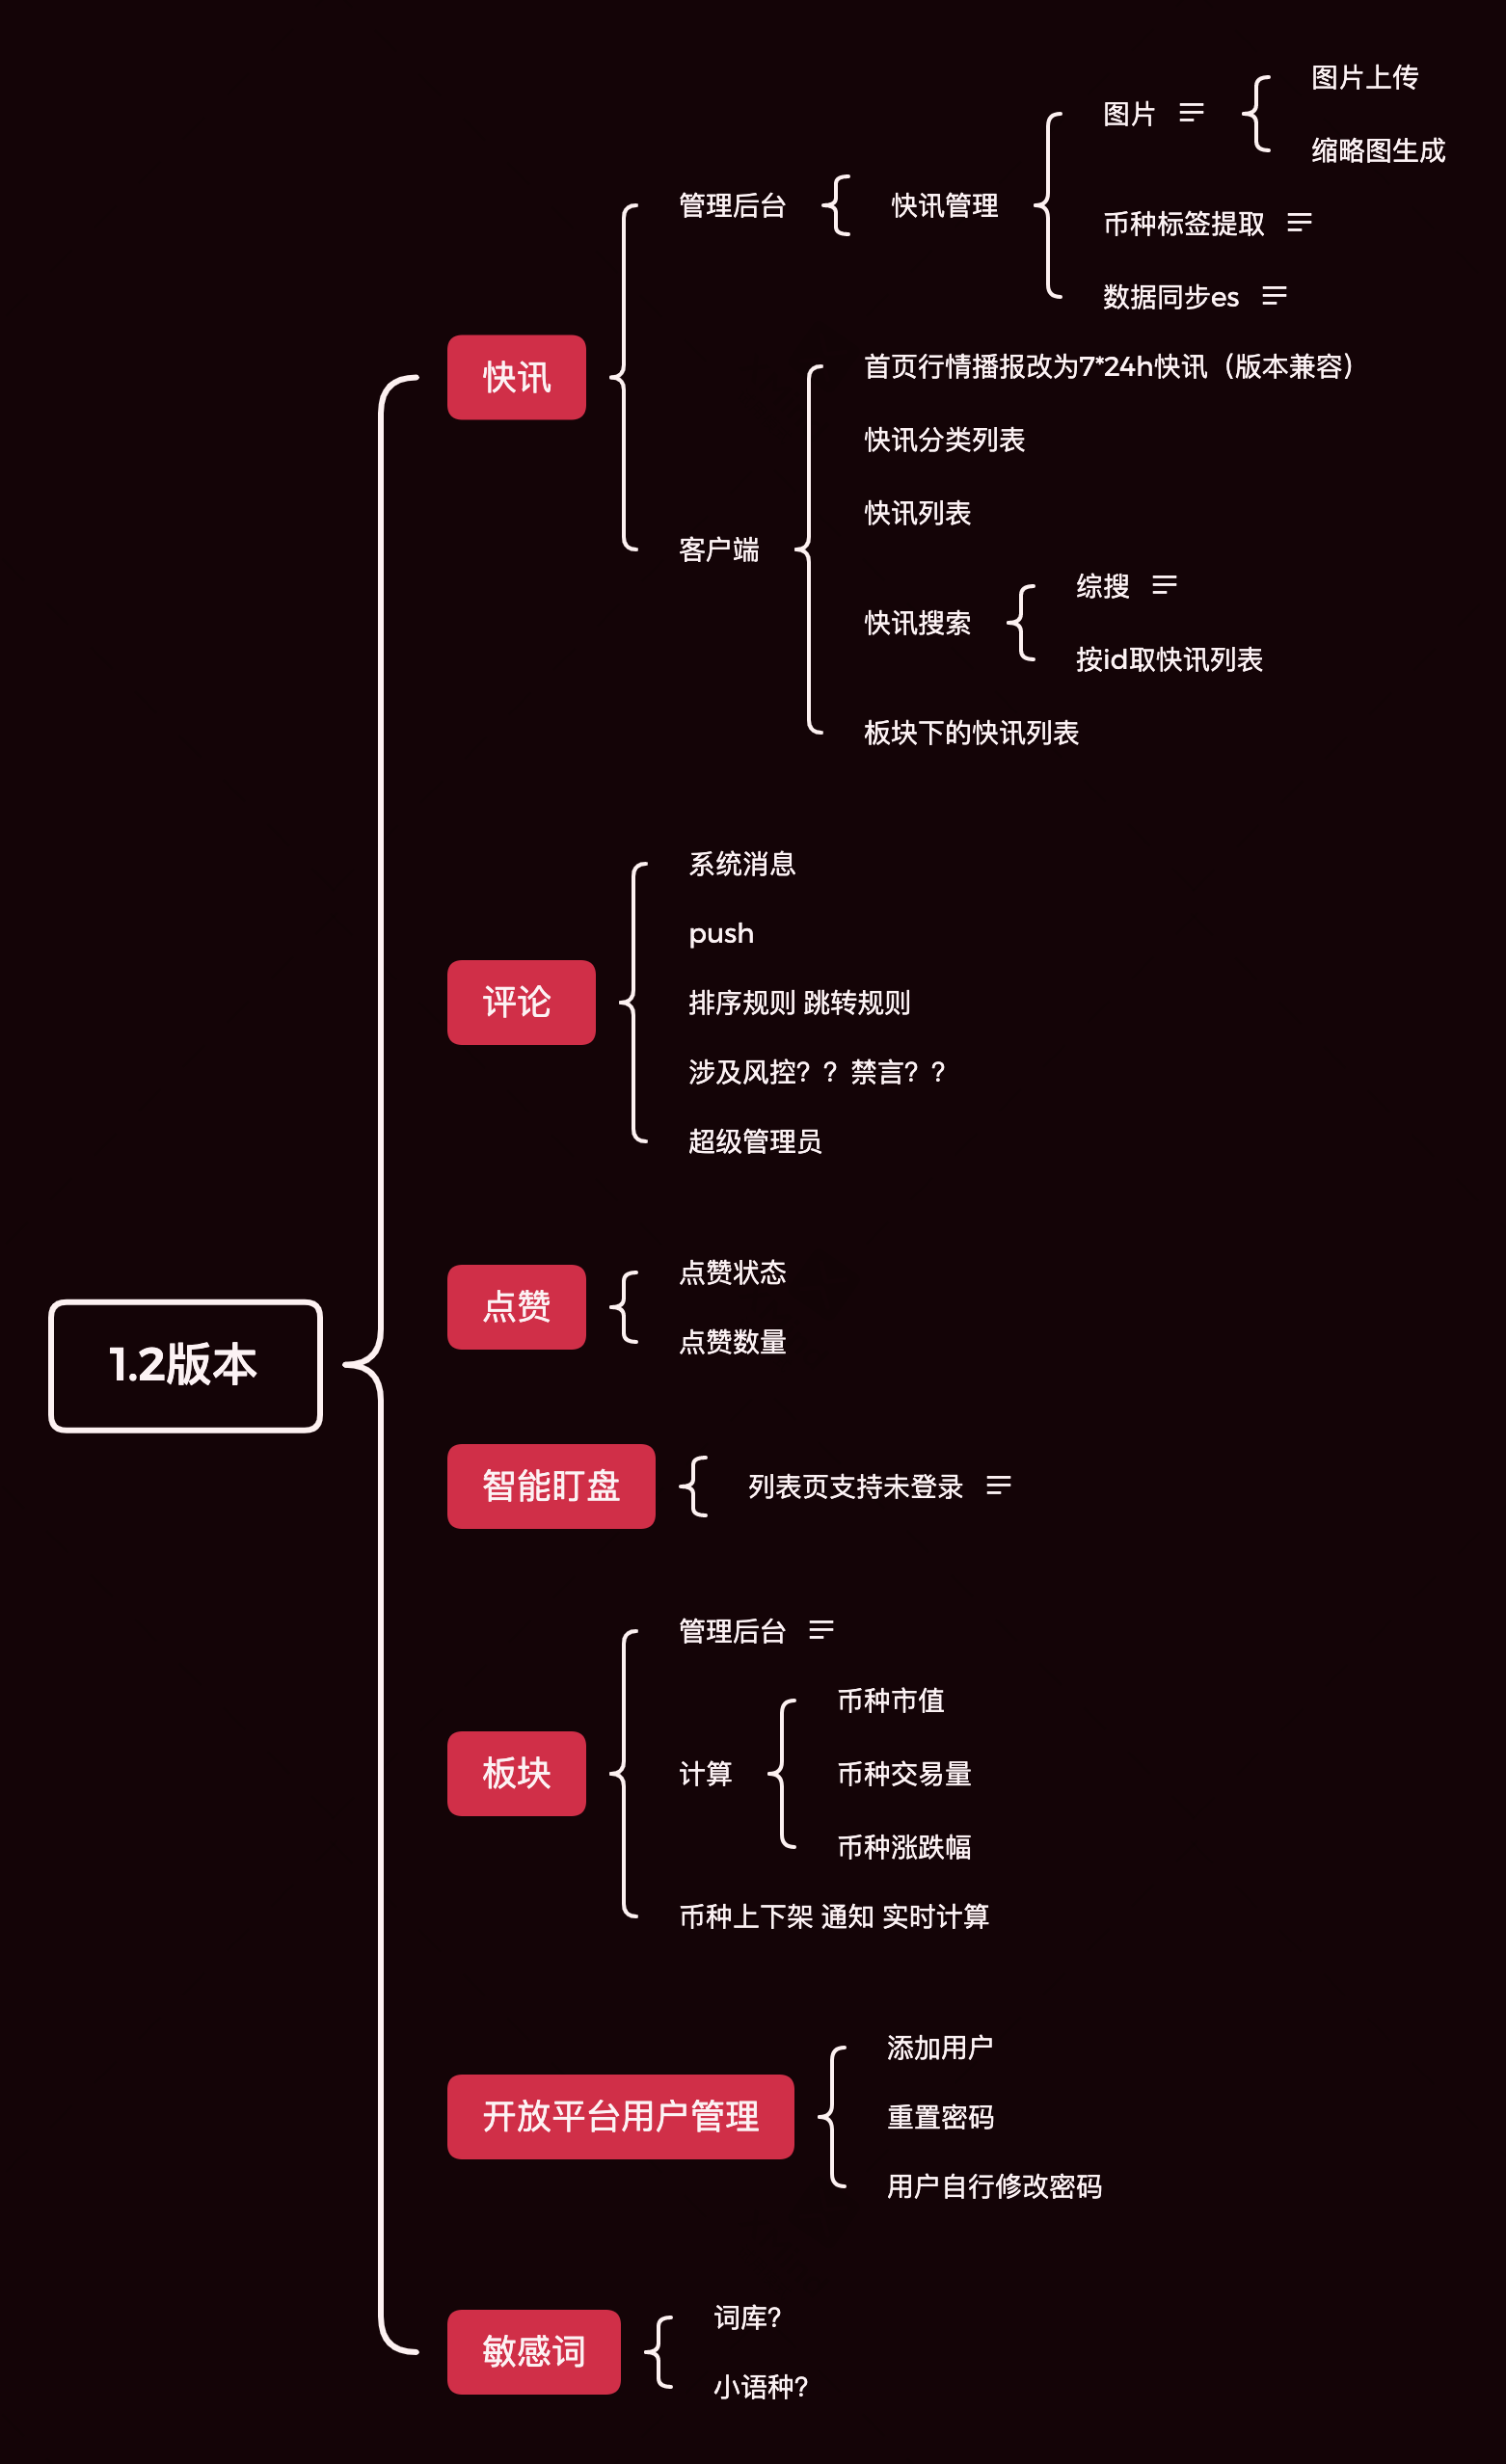 1.2版本
快讯
管理后台
快讯管理
图片
图片上传
缩略图生成
币种标签提取
数据同步es
客户端
首页行情播报改为7*24h快讯（版本兼容）
快讯分类列表
快讯列表
快讯搜索
综搜
按id取快讯列表
板块下的快讯列表
评论
系统消息
push
排序规则 跳转规则
涉及风控？？禁言？？
超级管理员
点赞
点赞状态
点赞数量
智能盯盘
列表页支持未登录
板块
管理后台
计算
币种市值
币种交易量
币种涨跌幅
币种上下架 通知 实时计算
开放平台用户管理
添加用户
重置密码
用户自行修改密码
敏感词
词库？
小语种？